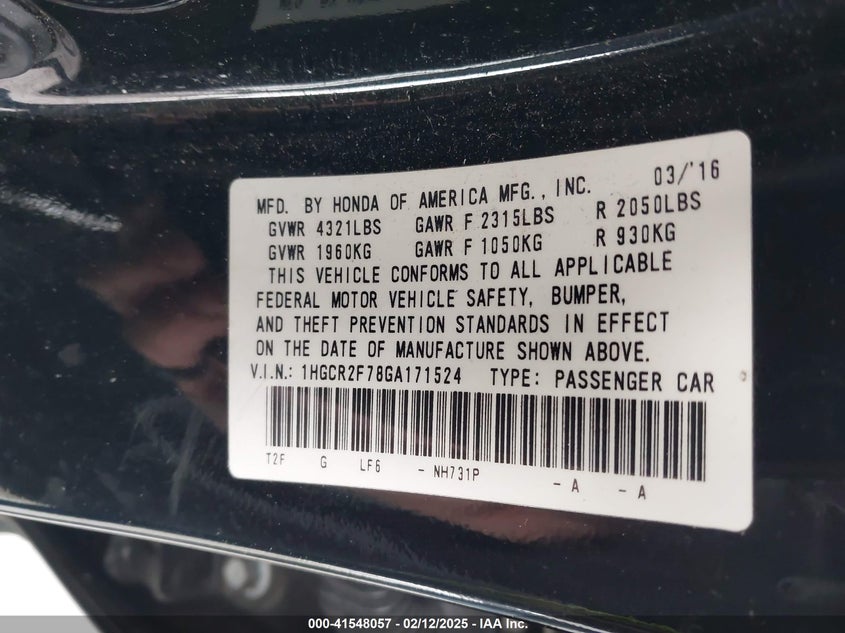 MFD. BY HONDA OF AMERICA MFG., INC. 03/'16
GVWR 4321LBS GAWR F 2315LBS R 2050LBS
GVWR 1960KG GAWR F 1050KG R 930KG
THIS VEHICLE CONFORMS TO ALL APPLICABLE
FEDERAL MOTOR VEHICLE SAFETY, BUMPER,
AND THEFT PREVENTION STANDARDS IN EFFECT
ON THE DATE OF MANUFACTURE SHOWN ABOVE.
V.I.N.: 1HGCR2F78GA171524 TYPE: PASSENGER CAR
T2F G LF6 - NH731P - A - A
000-41548057 - 02/12/2025 - IAA Inc.